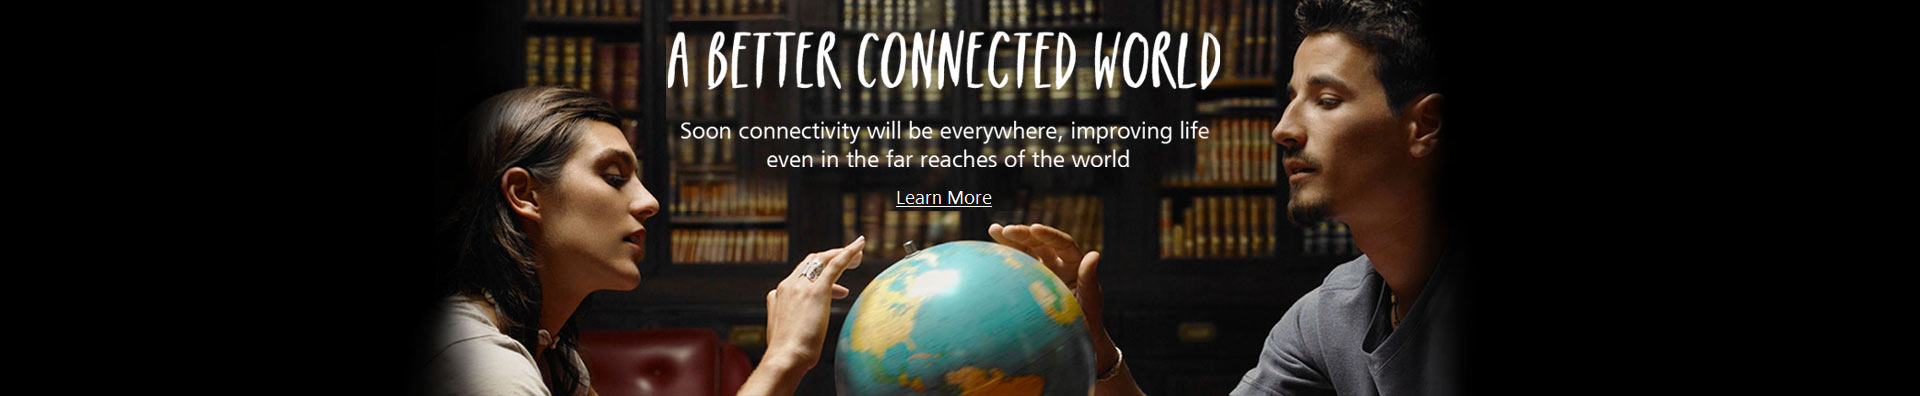 A BETTER CONNECTED WORLD
Soon connectivity will be everywhere, improving life
even in the far reaches of the world
Learn More